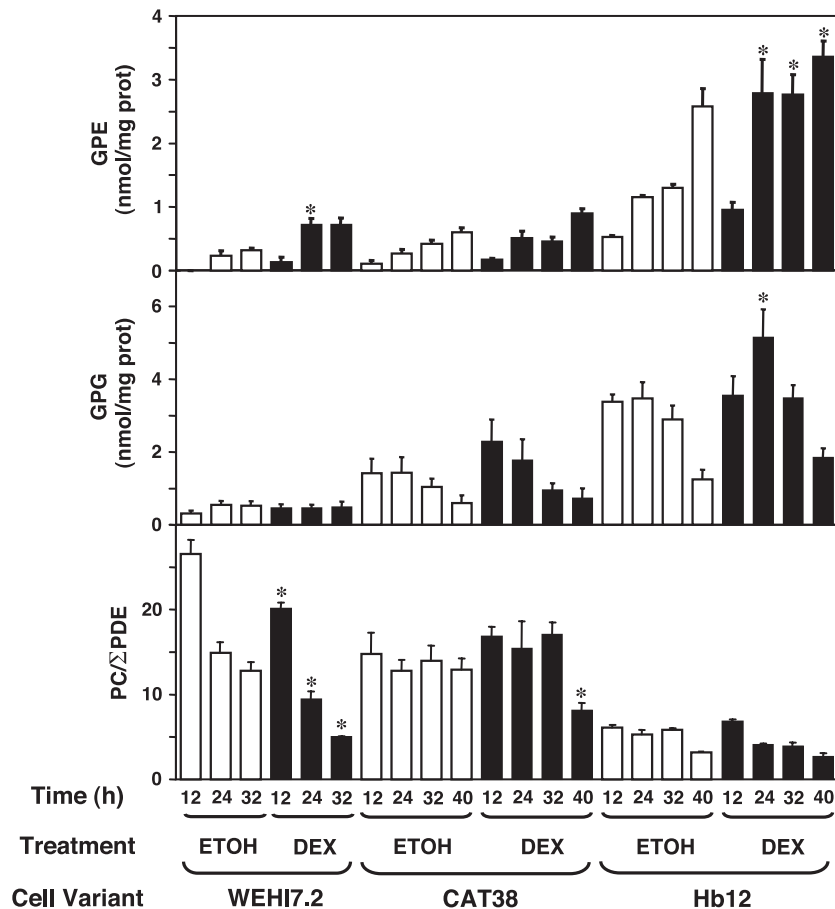 4
3
2
1
0
GPE
(nmol/mg prot)
*
*
*
*
6
4
2
0
GPG
(nmol/mg prot)
*
20
10
0
PC/ΣPDE
*
*
*
*
Time (h) 12 24 32 12 24 32 12 24 32 40 12 24 32 40 12 24 32 40 12 24 32 40
Treatment ETOH DEX ETOH DEX ETOH DEX
Cell Variant WEHI7.2 CAT38 Hb12